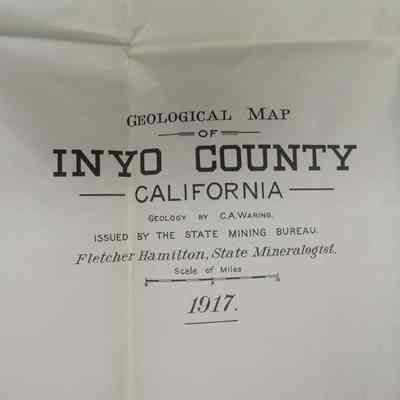 GEOLOGICAL MAP
OF
INYO COUNTY
CALIFORNIA
GEOLOGY BY C.A. WARING.
ISSUED BY THE STATE MINING BUREAU.
Fletcher Hamilton, State Mineralogist.
Scale of Miles
1917.